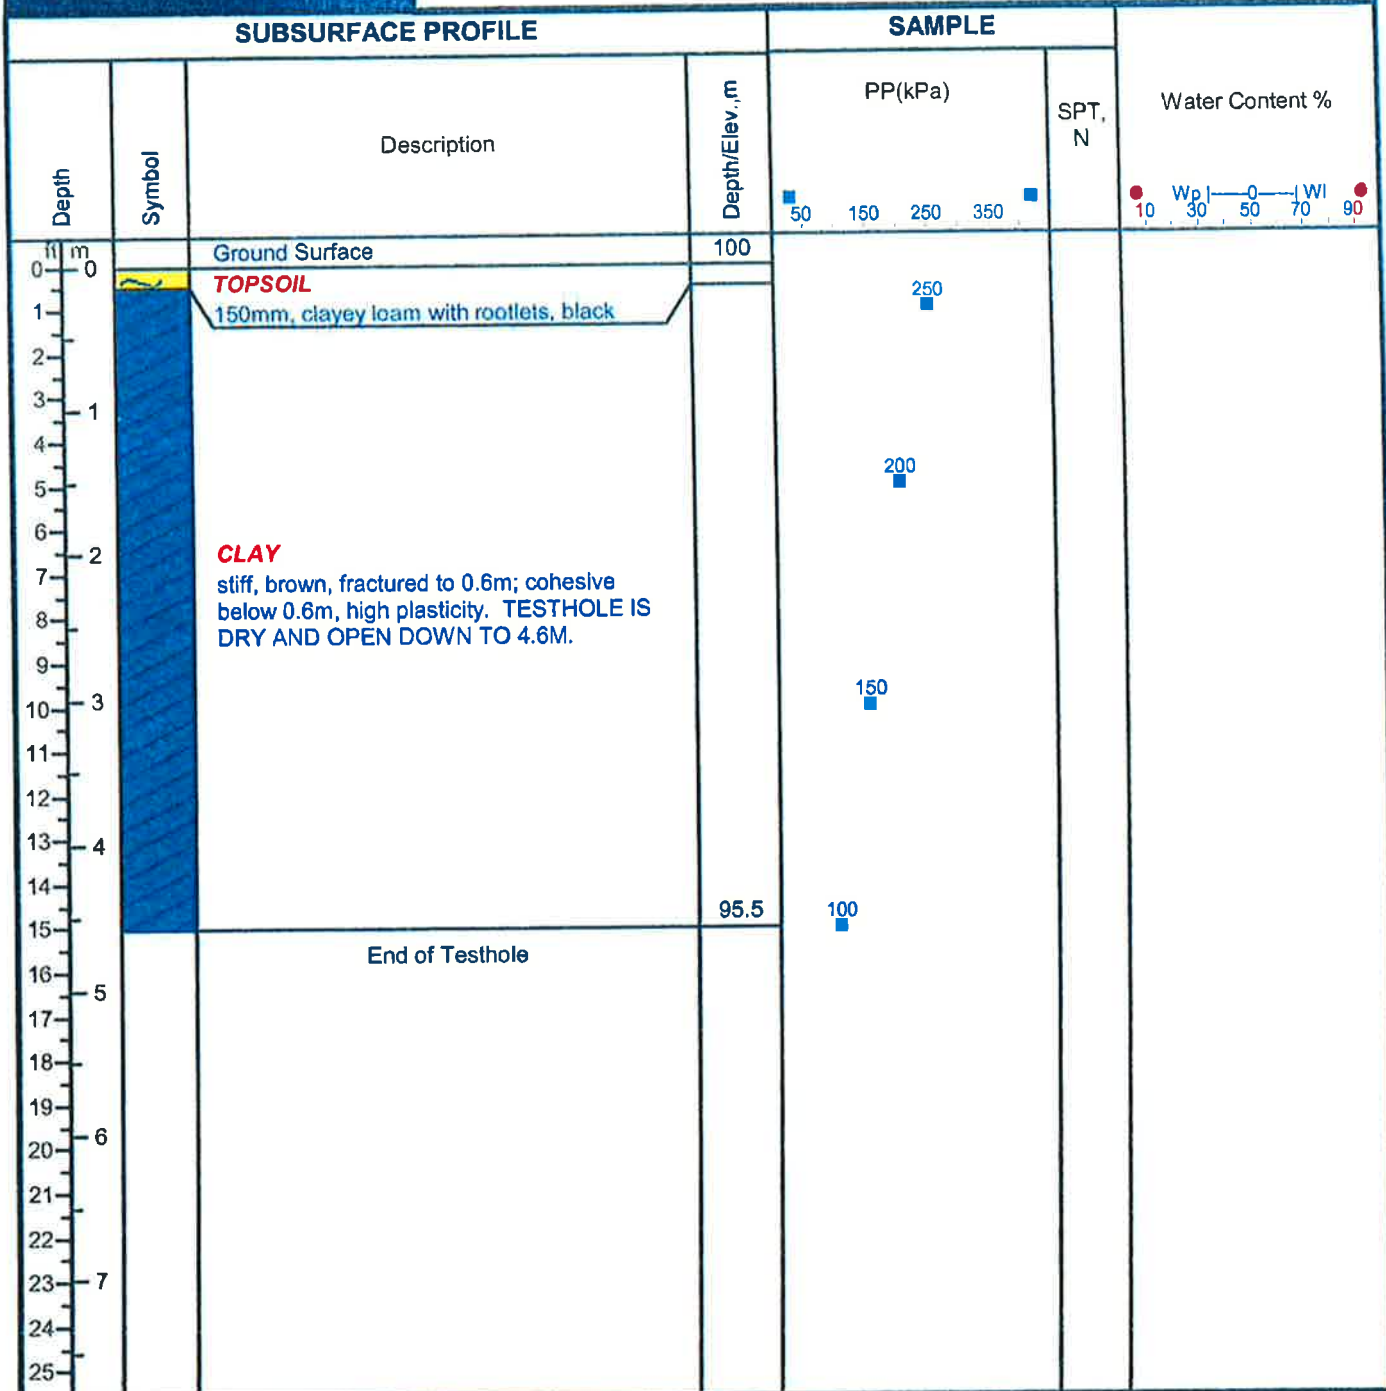 SUBSURFACE PROFILE
SAMPLE
Depth
Symbol
Description
Depth/Elev.,m
PP(kPa)
50 150 250 350
SPT,
N
Water Content %
Wp |——0——| Wl
10 30 50 70 90
ft m
Ground Surface
100
0 0
TOPSOIL
150mm, clayey loam with rootlets, black
250
1
2
3
1
4
200
5
6
2
CLAY
7
stiff, brown, fractured to 0.6m; cohesive
below 0.6m, high plasticity. TESTHOLE IS
8
DRY AND OPEN DOWN TO 4.6M.
9
150
10 3
11
12
13 4
14
95.5
100
15
End of Testhole
16
5
17
18
19
6
20
21
22
23 7
24
25